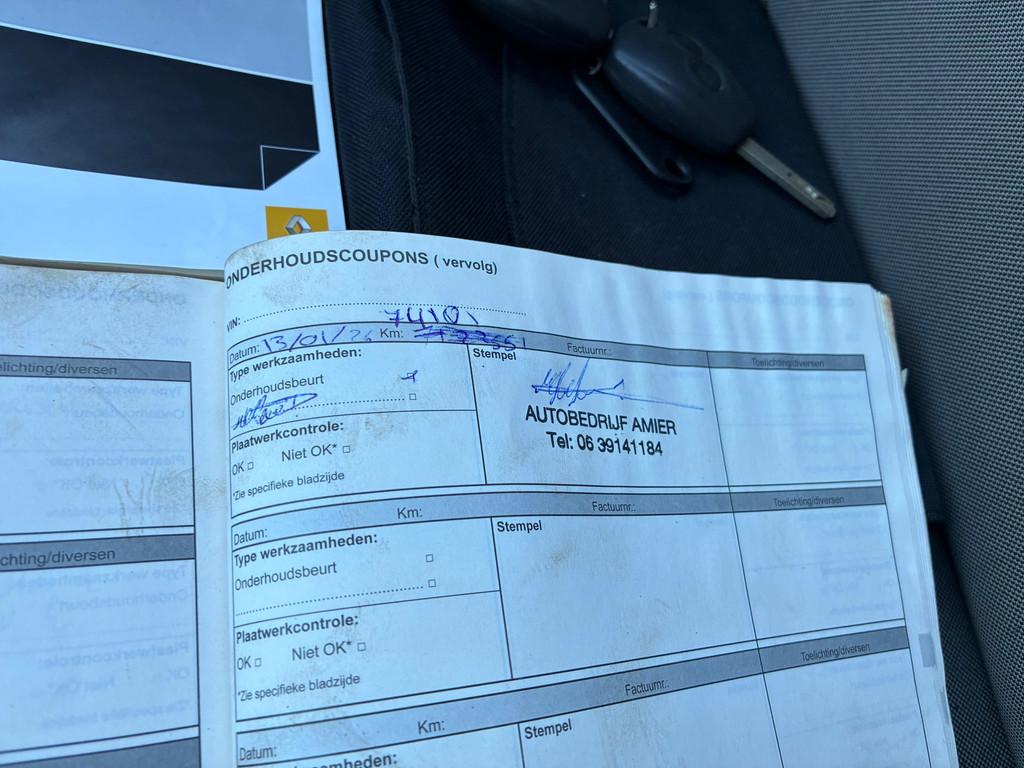 ONDERHOUDSCOUPONS ( vervolg)
VIN:
74101
Datum: 13/01/26 Km: Factuurnr.: Toelichting/diversen
Type werkzaamheden:
Onderhoudsbeurt
Plaatwerkcontrole:
OK □ Niet OK* □
*Zie specifieke bladzijde
Stempel
AUTOBEDRIJF AMIER
Tel: 06 39141184
Datum: Km: Factuurnr.: Toelichting/diversen
Type werkzaamheden:
Onderhoudsbeurt □
□
Plaatwerkcontrole:
OK □ Niet OK* □
*Zie specifieke bladzijde
Stempel
Datum: Km: Factuurnr.: Toelichting/diversen
Stempel
elichting/diversen
chting/diversen